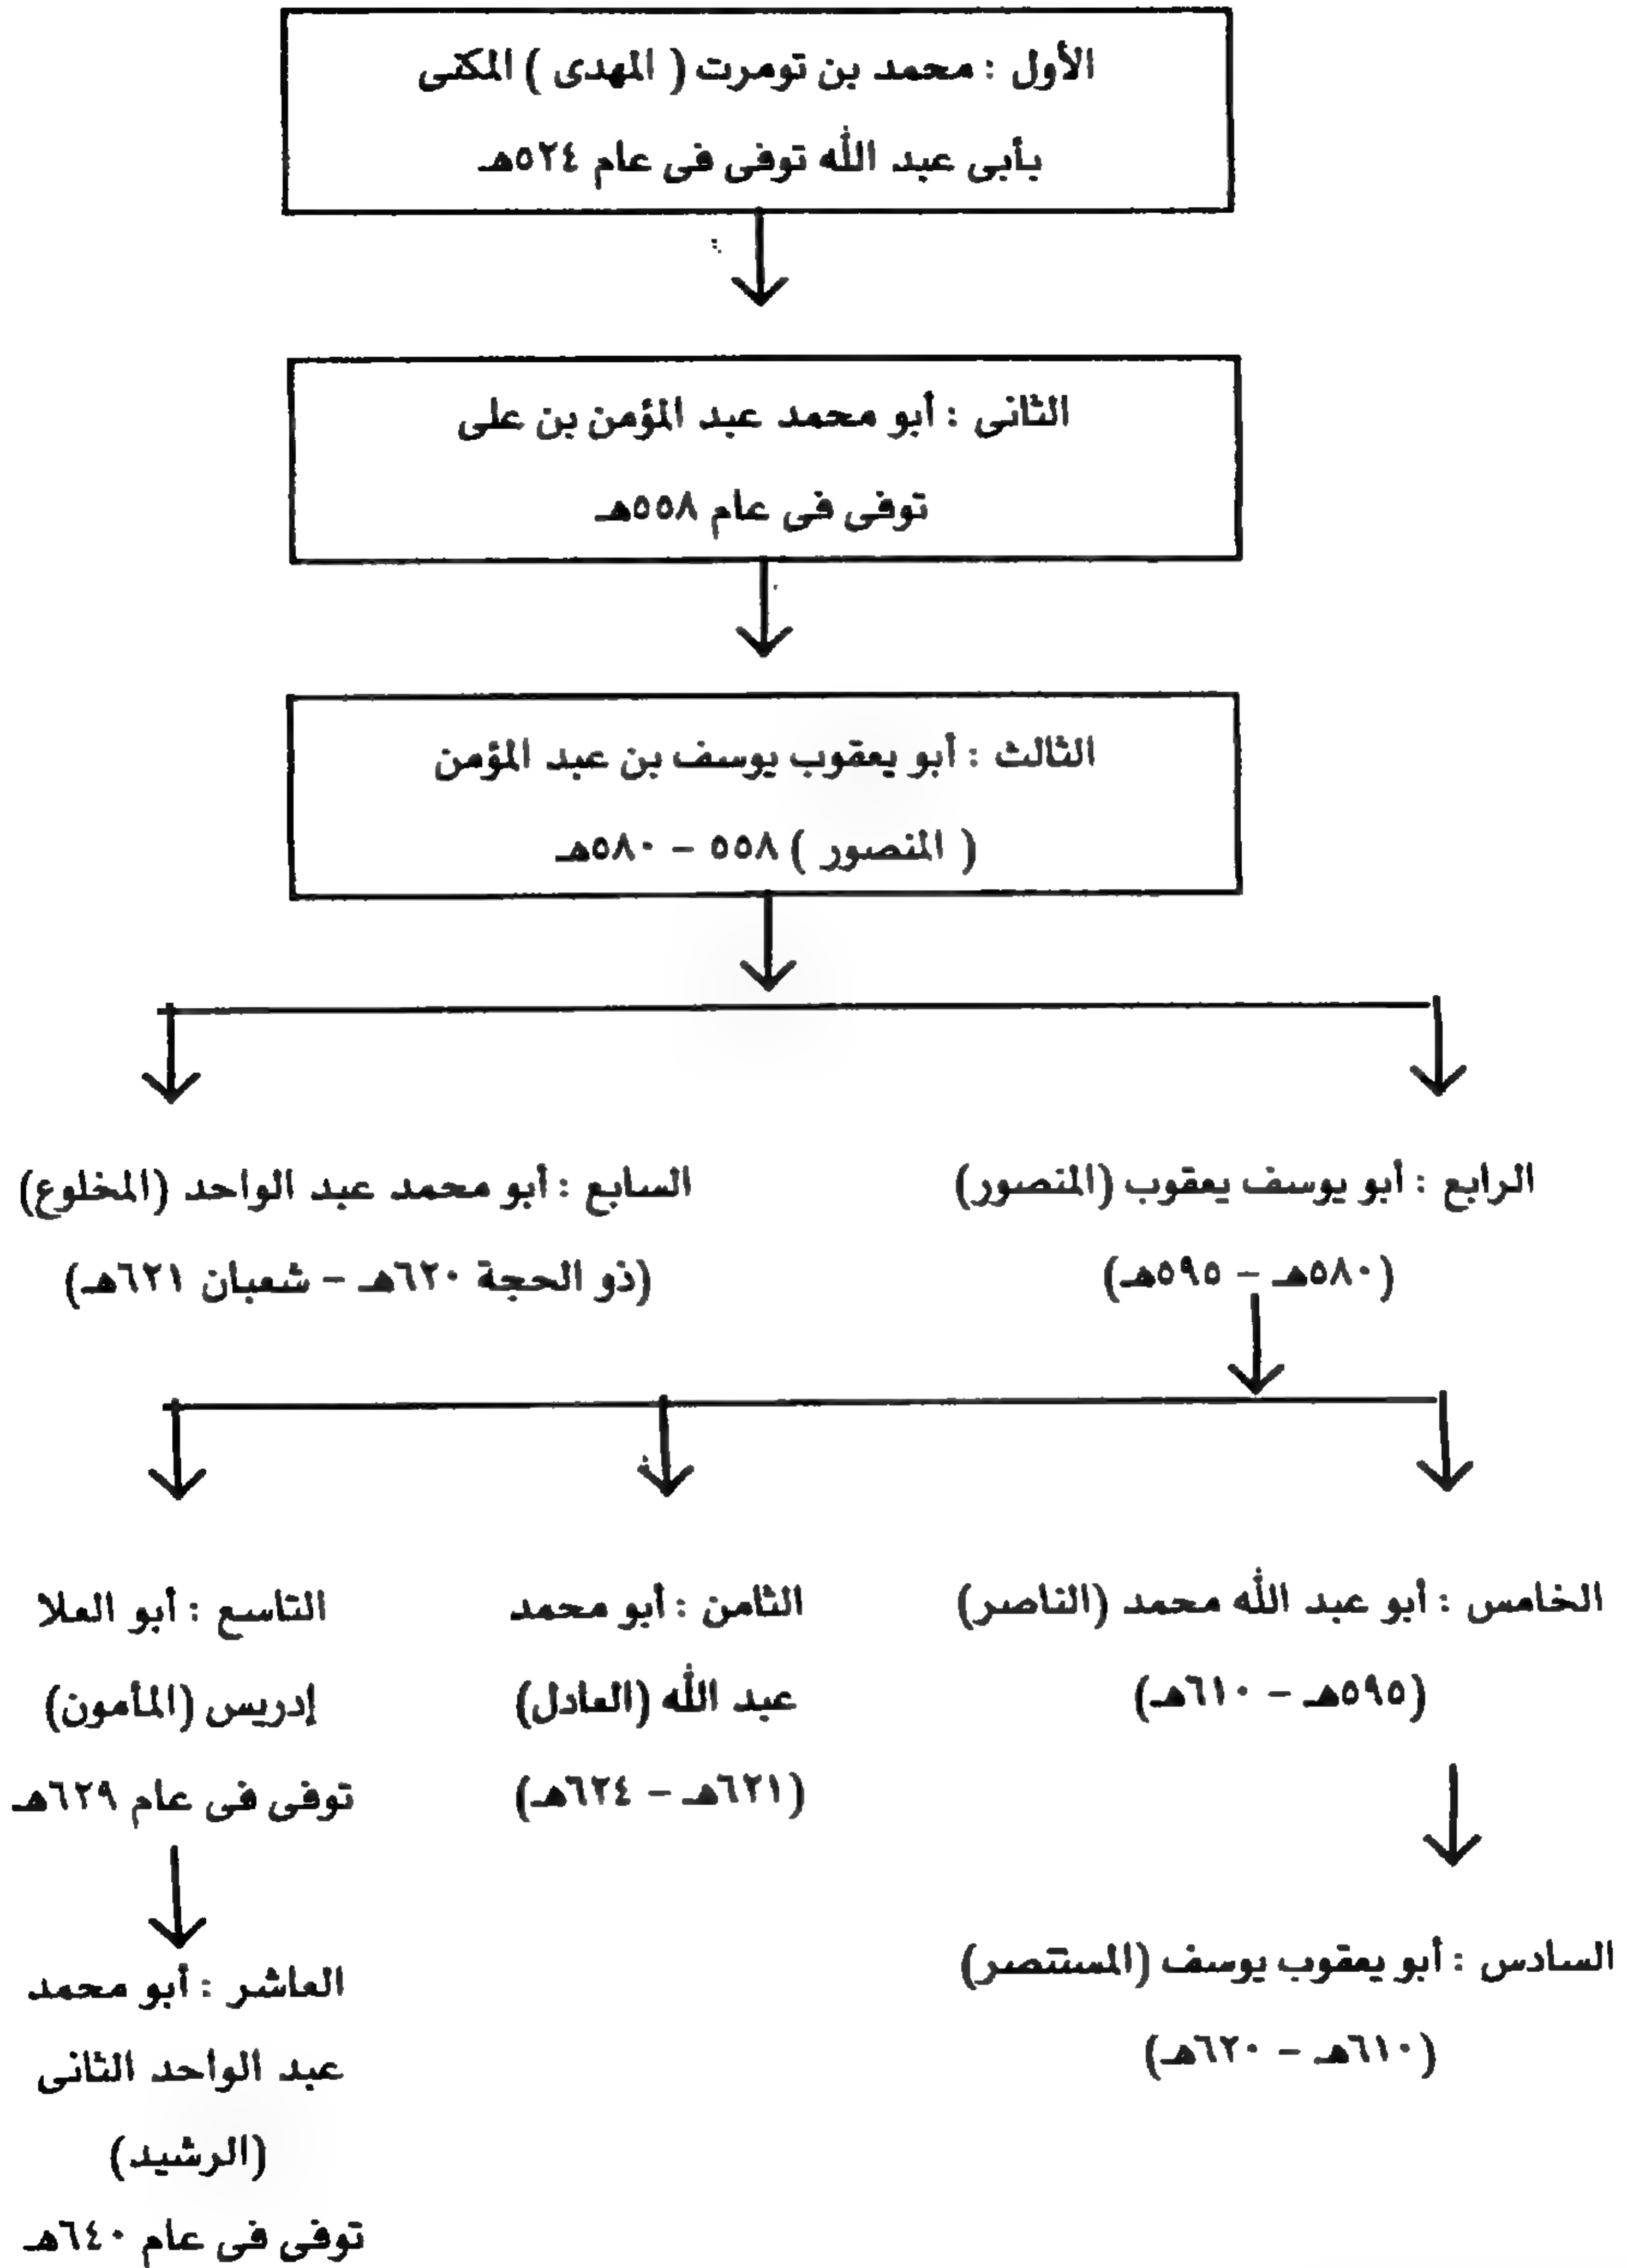 الأول : محمد بن تومرت ( المهدى ) المكنى
بأبى عبد الله توفى فى عام ٥٢٤هـ
الثانى : أبو محمد عبد المؤمن بن على
توفى فى عام ٥٥٨هـ
الثالث : أبو يعقوب يوسف بن عبد المؤمن
( المنصور ) ٥٥٨ – ٥٨٠هـ
الرابع : أبو يوسف يعقوب (المنصور)
(٥٨٠هـ – ٥٩٥هـ)
السابع : أبو محمد عبد الواحد (المخلوع)
(ذو الحجة ٦٢٠هـ – شعبان ٦٢١هـ)
الخامس : أبو عبد الله محمد (الناصر)
(٥٩٥هـ – ٦١٠هـ)
الثامن : أبو محمد
عبد الله (العادل)
(٦٢١هـ – ٦٢٤هـ)
التاسع : أبو العلا
إدريس (المأمون)
توفى فى عام ٦٢٩هـ
السادس : أبو يعقوب يوسف (المستنصر)
(٦١٠هـ – ٦٢٠هـ)
العاشر : أبو محمد
عبد الواحد الثانى
(الرشيد)
توفى فى عام ٦٤٠هـ